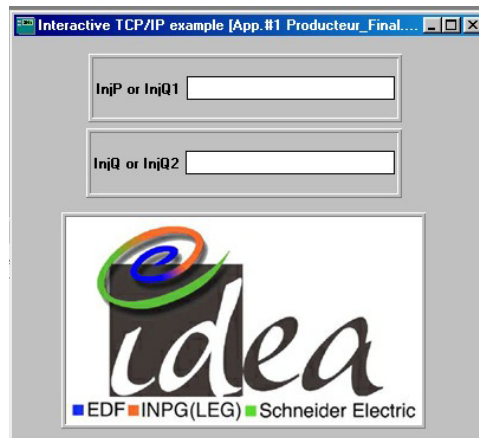 Interactive TCP/IP example [App.#1 Producteur_Final....
InjP or InjQ1
InjQ or InjQ2
idea
EDF INPG(LEG) Schneider Electric